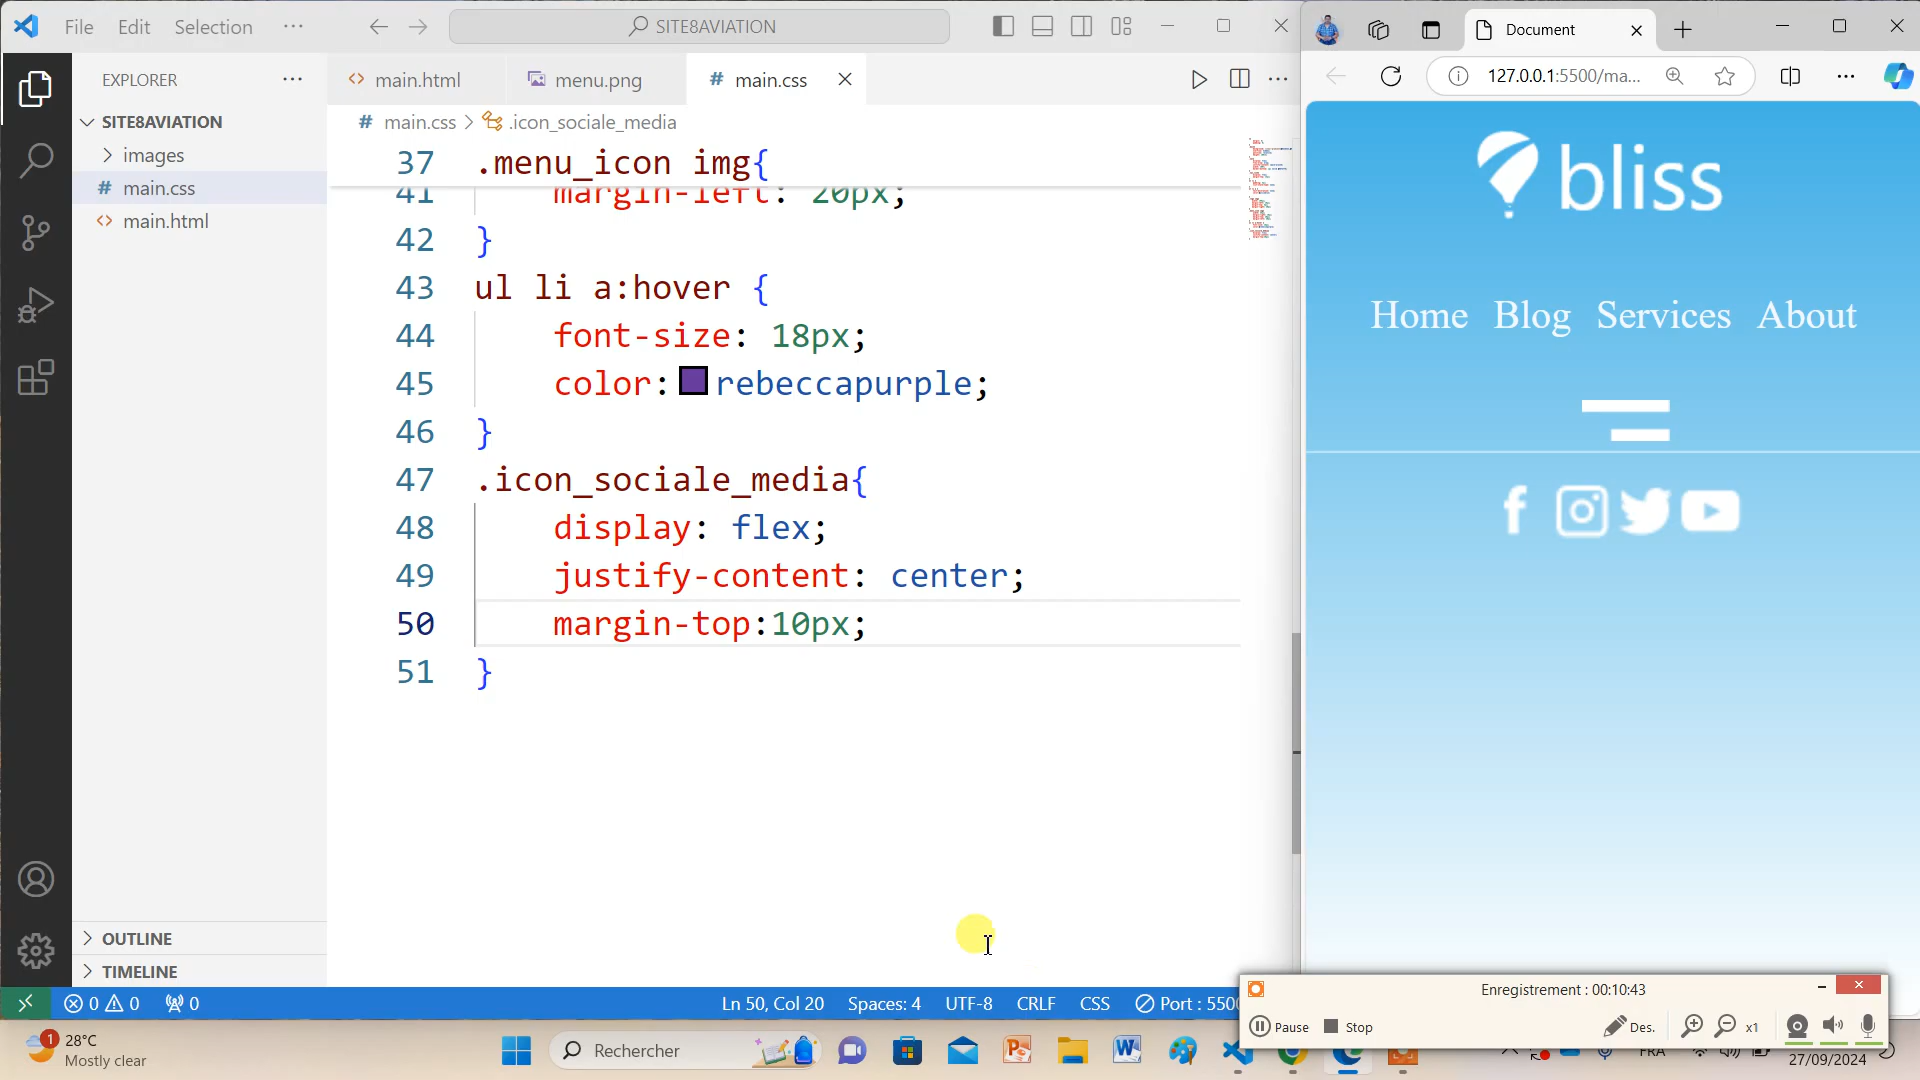 File Edit Selection ···
SITE8AVIATION
Document
127.0.0.1:5500/ma...
EXPLORER
main.html
menu.png
# main.css
SITE8AVIATION
images
# main.css
main.html
# main.css > .icon_sociale_media
37 .menu_icon img{
41 margin-left: 20px;
42 }
43 ul li a:hover {
44 font-size: 18px;
45 color: rebeccapurple;
46 }
47 .icon_sociale_media{
48 display: flex;
49 justify-content: center;
50 margin-top:10px;
51 }
bliss
Home Blog Services About
OUTLINE
TIMELINE
0 0 0
Ln 50, Col 20 Spaces: 4 UTF-8 CRLF CSS Port : 5500
Enregistrement : 00:10:43
Pause Stop Des. x1
1
28°C
Mostly clear
Rechercher
FRA
27/09/2024